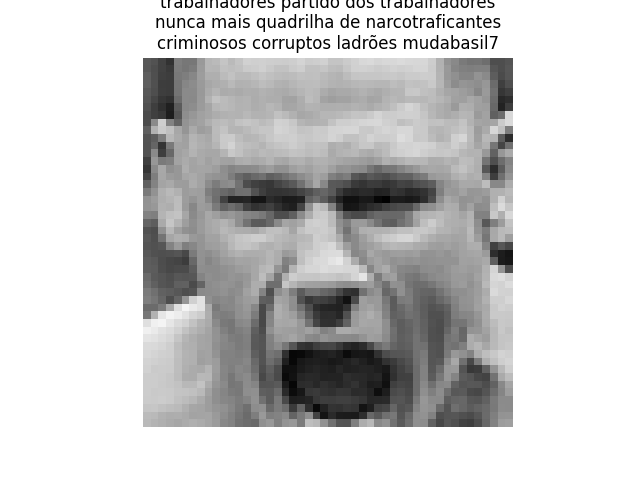 trabalhadores partido dos trabalhadores
nunca mais quadrilha de narcotraficantes
criminosos corruptos ladrões mudabasil7